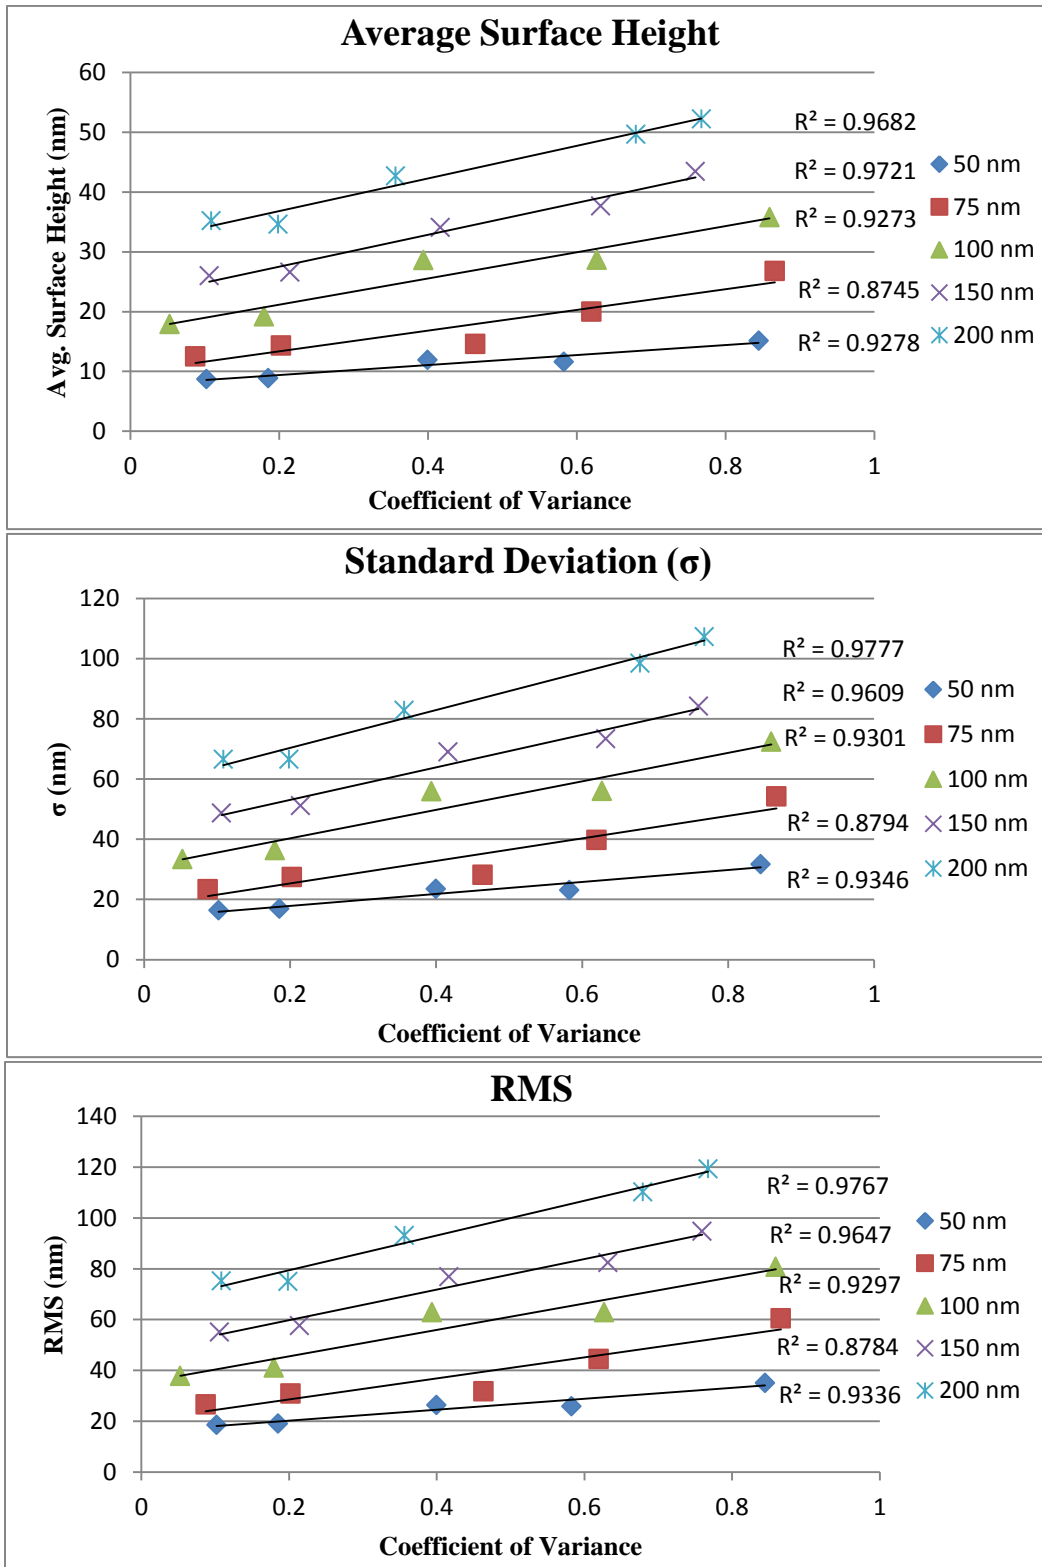 Average Surface Height
60
50
40
30
20
10
0
Avg. Surface Height (nm)
0 0.2 0.4 0.6 0.8 1
Coefficient of Variance
R² = 0.9682
R² = 0.9721
R² = 0.9273
R² = 0.8745
R² = 0.9278
50 nm
75 nm
100 nm
150 nm
200 nm
Standard Deviation (σ)
120
100
80
60
40
20
0
σ (nm)
0 0.2 0.4 0.6 0.8 1
Coefficient of Variance
R² = 0.9777
R² = 0.9609
R² = 0.9301
R² = 0.8794
R² = 0.9346
50 nm
75 nm
100 nm
150 nm
200 nm
RMS
140
120
100
80
60
40
20
0
RMS (nm)
0 0.2 0.4 0.6 0.8 1
Coefficient of Variance
R² = 0.9767
R² = 0.9647
R² = 0.9297
R² = 0.8784
R² = 0.9336
50 nm
75 nm
100 nm
150 nm
200 nm